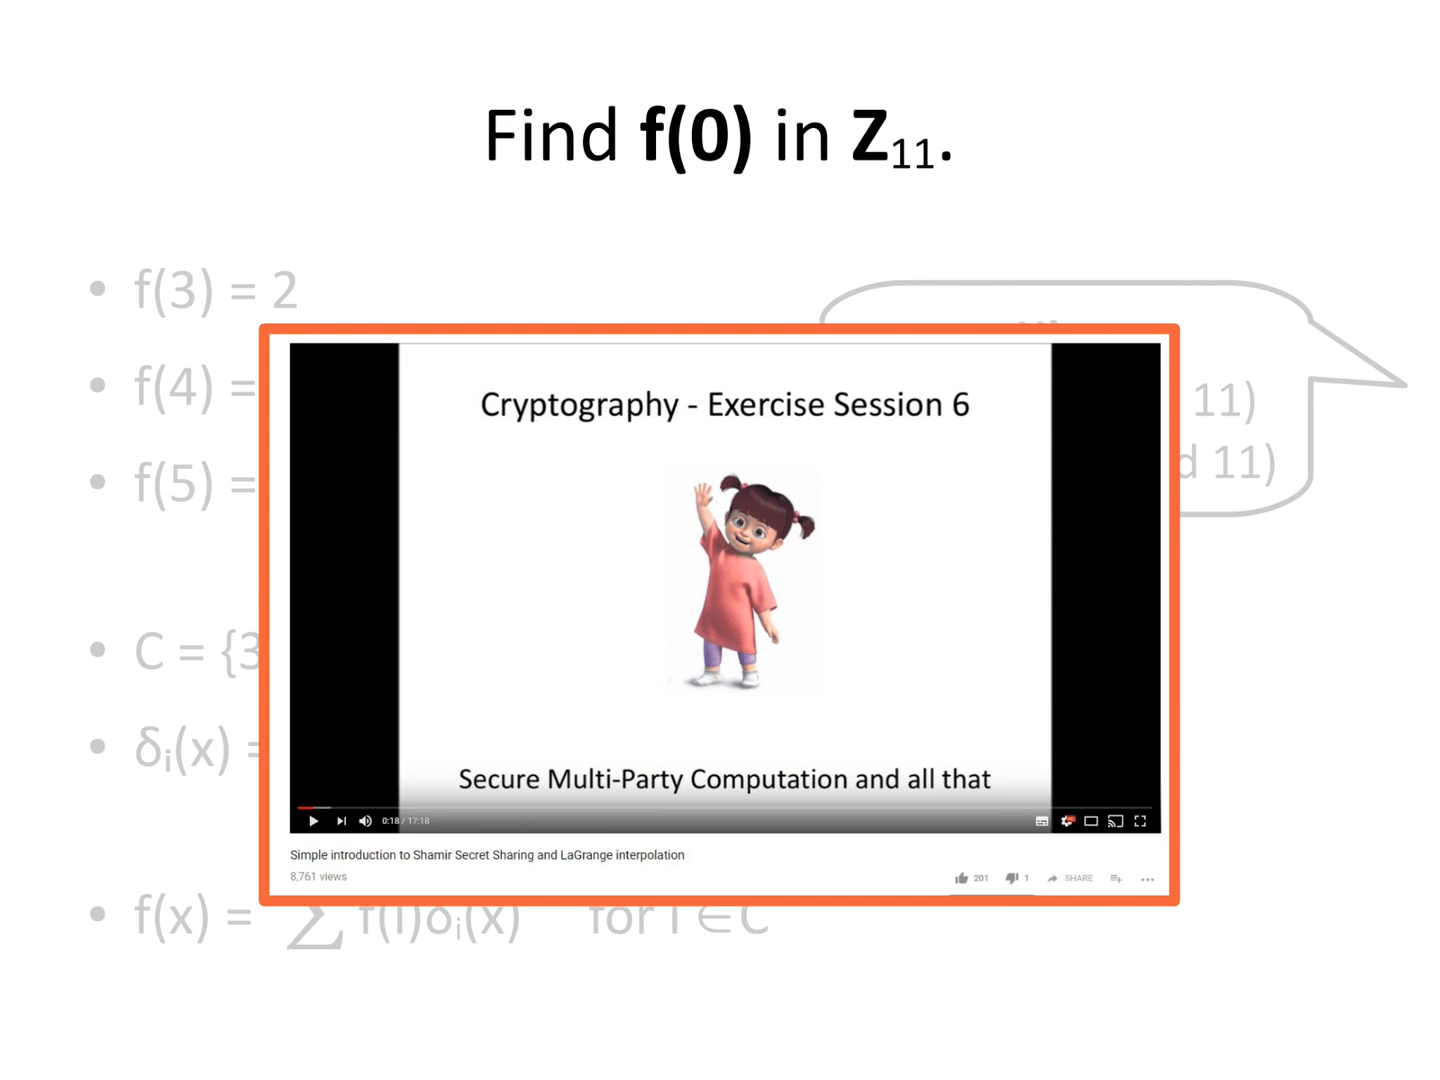 Find f(0) in Z₁₁.
• f(3) = 2
• f(4) =
11)
• f(5) =
d 11)
• C = {3
• δᵢ(x) =
Cryptography - Exercise Session 6
Secure Multi-Party Computation and all that
0:18 / 17:18
Simple introduction to Shamir Secret Sharing and LaGrange interpolation
8,761 views
201 1 SHARE
• f(x) = ∑ f(i)δᵢ(x) for i ∈C